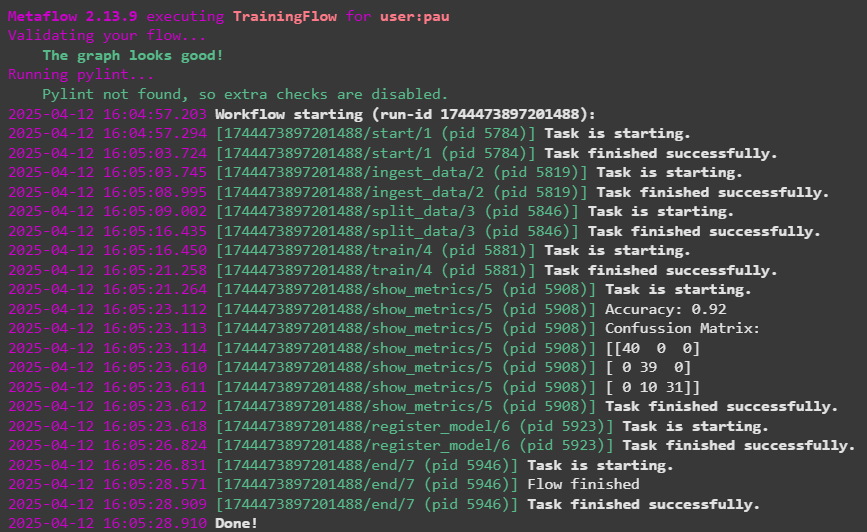 Metaflow 2.13.9 executing TrainingFlow for user:pau
Validating your flow...
    The graph looks good!
Running pylint...
    Pylint not found, so extra checks are disabled.
2025-04-12 16:04:57.203 Workflow starting (run-id 1744473897201488):
2025-04-12 16:04:57.294 [1744473897201488/start/1 (pid 5784)] Task is starting.
2025-04-12 16:05:03.724 [1744473897201488/start/1 (pid 5784)] Task finished successfully.
2025-04-12 16:05:03.745 [1744473897201488/ingest_data/2 (pid 5819)] Task is starting.
2025-04-12 16:05:08.995 [1744473897201488/ingest_data/2 (pid 5819)] Task finished successfully.
2025-04-12 16:05:09.002 [1744473897201488/split_data/3 (pid 5846)] Task is starting.
2025-04-12 16:05:16.435 [1744473897201488/split_data/3 (pid 5846)] Task finished successfully.
2025-04-12 16:05:16.450 [1744473897201488/train/4 (pid 5881)] Task is starting.
2025-04-12 16:05:21.258 [1744473897201488/train/4 (pid 5881)] Task finished successfully.
2025-04-12 16:05:21.264 [1744473897201488/show_metrics/5 (pid 5908)] Task is starting.
2025-04-12 16:05:23.112 [1744473897201488/show_metrics/5 (pid 5908)] Accuracy: 0.92
2025-04-12 16:05:23.113 [1744473897201488/show_metrics/5 (pid 5908)] Confussion Matrix:
2025-04-12 16:05:23.114 [1744473897201488/show_metrics/5 (pid 5908)] [[40  0  0]
2025-04-12 16:05:23.610 [1744473897201488/show_metrics/5 (pid 5908)] [ 0 39  0]
2025-04-12 16:05:23.611 [1744473897201488/show_metrics/5 (pid 5908)] [ 0 10 31]]
2025-04-12 16:05:23.612 [1744473897201488/show_metrics/5 (pid 5908)] Task finished successfully.
2025-04-12 16:05:23.618 [1744473897201488/register_model/6 (pid 5923)] Task is starting.
2025-04-12 16:05:26.824 [1744473897201488/register_model/6 (pid 5923)] Task finished successfully.
2025-04-12 16:05:26.831 [1744473897201488/end/7 (pid 5946)] Task is starting.
2025-04-12 16:05:28.571 [1744473897201488/end/7 (pid 5946)] Flow finished
2025-04-12 16:05:28.909 [1744473897201488/end/7 (pid 5946)] Task finished successfully.
2025-04-12 16:05:28.910 Done!